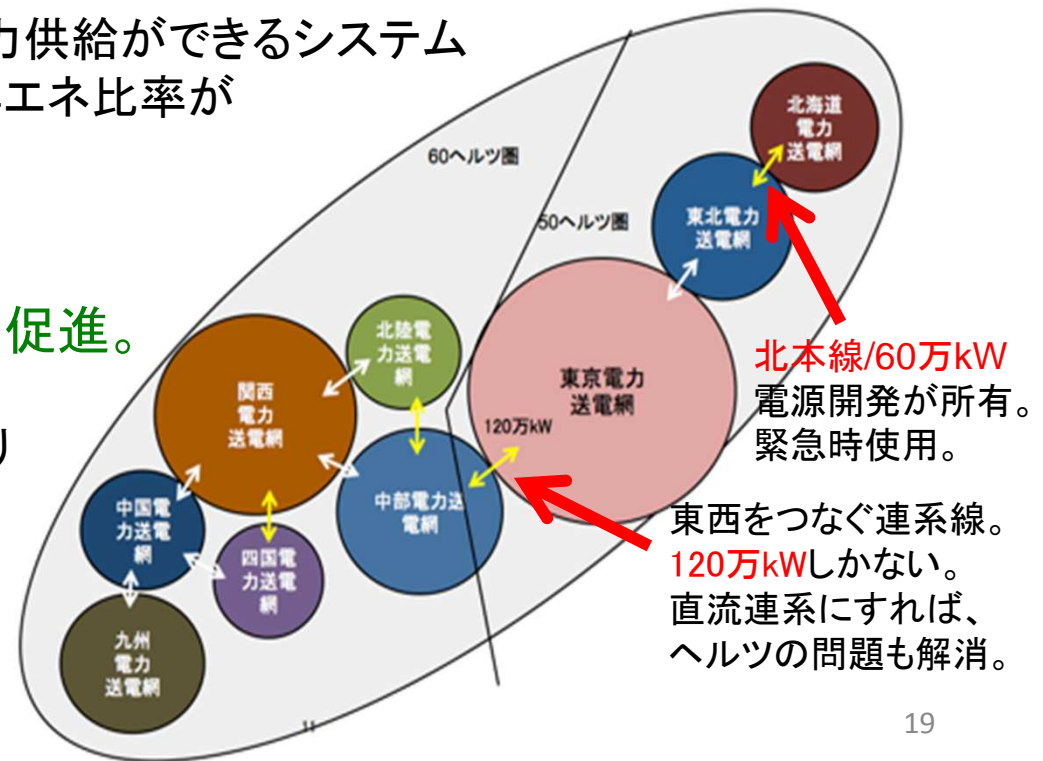 力供給ができるシステム
エネ比率が
60ヘルツ圏
50ヘルツ圏
北海道
電力
送電網
東北電力
送電網
促進。
り
北陸電
力送電
網
関西
電力
送電網
東京電力
送電網
120万kW
中部電力送
電網
中国電
力送電
網
四国電
力送電
網
九州
電力
送電網
北本線/60万kW
電源開発が所有。
緊急時使用。
東西をつなぐ連系線。
120万kWしかない。
直流連系にすれば、
ヘルツの問題も解消。
11
19